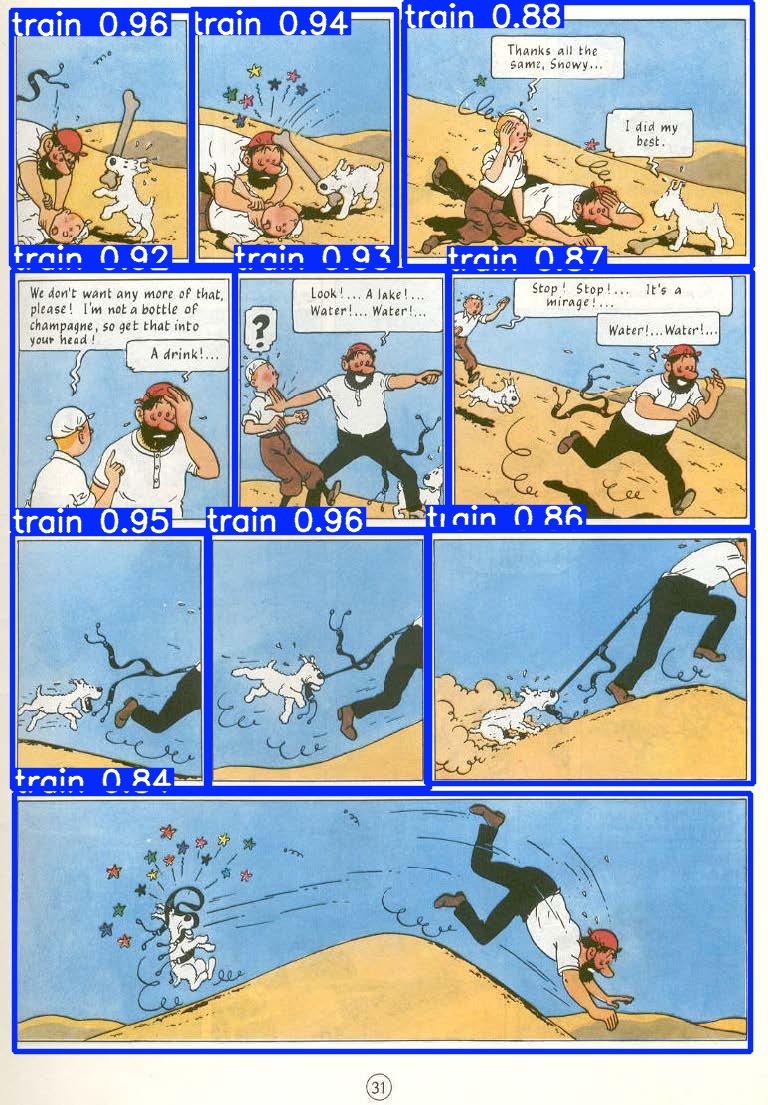 train 0.96
train 0.94
train 0.88
Thanks all the
same, Snowy...
I did my
best.
train 0.92
train 0.93
train 0.87
We don't want any more of that,
please! I'm not a bottle of
champagne, so get that into
your head!
A drink!...
?
Look!... A lake!...
Water!... Water!...
Stop! Stop!... It's a
mirage!...
Water!...Water!...
train 0.95
train 0.96
train 0.86
train 0.84
31